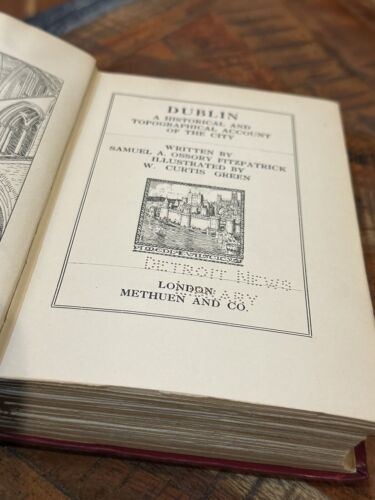 DUBLIN
A HISTORICAL AND
TOPOGRAPHICAL ACCOUNT
OF THE CITY
WRITTEN BY
SAMUEL A. OSSORY FITZPATRICK
ILLUSTRATED BY
W. CURTIS GREEN
DETROIT NEWS
LIBRARY
LONDON:
METHUEN AND CO.